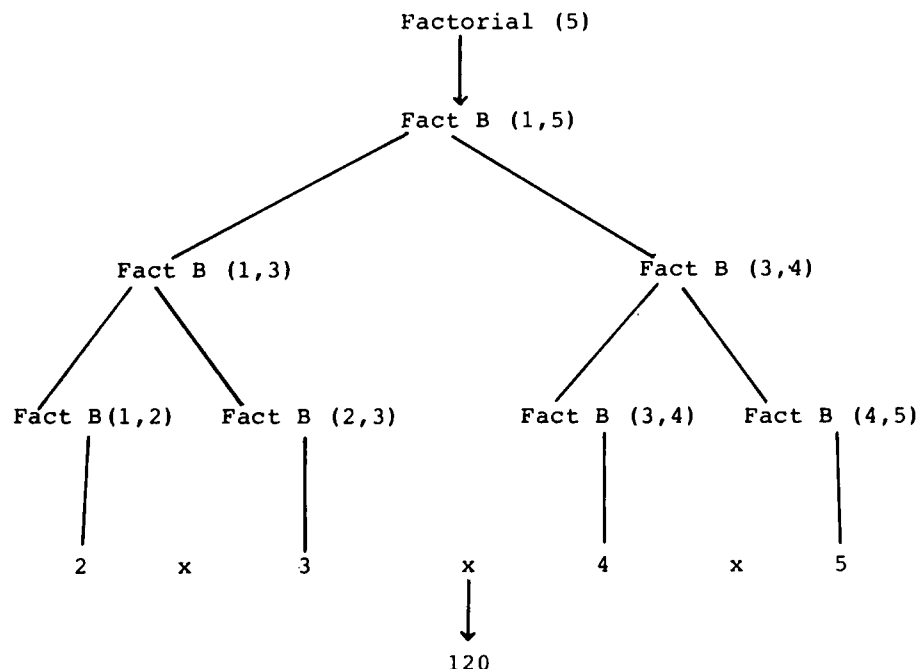 Factorial (5)
Fact B (1,5)
Fact B (1,3) Fact B (3,4)
Fact B(1,2) Fact B (2,3) Fact B (3,4) Fact B (4,5)
2 x 3 x 4 x 5
120